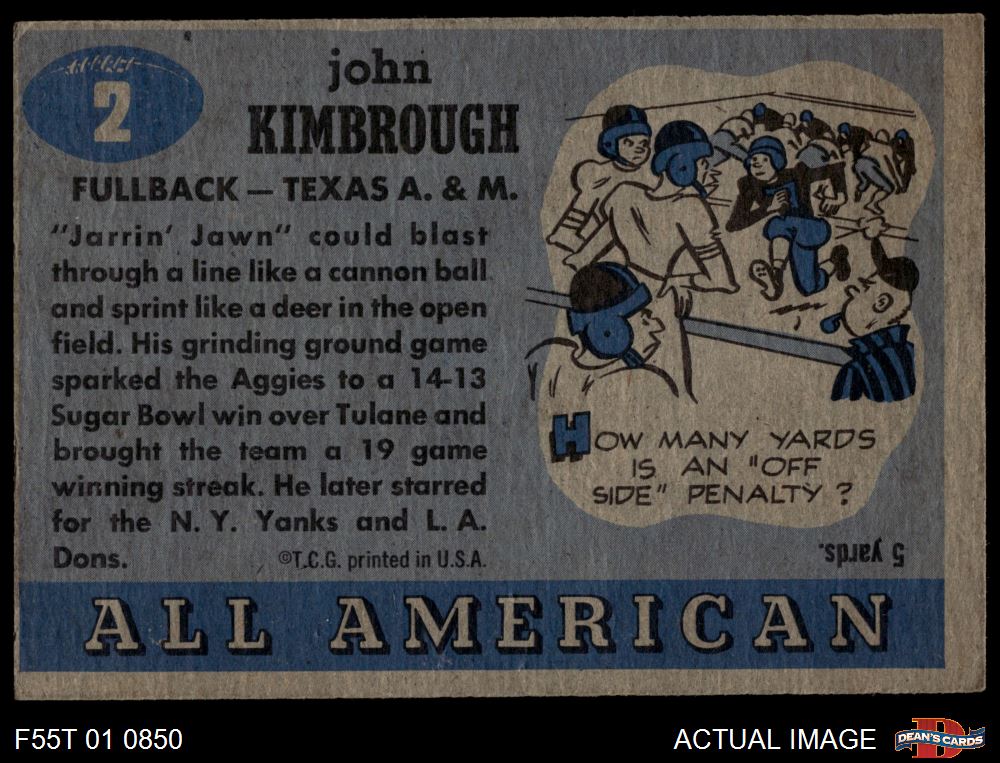 2
john
KIMBROUGH
FULLBACK — TEXAS A. & M.
"Jarrin' Jawn" could blast
through a line like a cannon ball
and sprint like a deer in the open
field. His grinding ground game
sparked the Aggies to a 14-13
Sugar Bowl win over Tulane and
brought the team a 19 game
winning streak. He later starred
for the N. Y. Yanks and L. A.
Dons. ©T.C.G. printed in U.S.A.
HOW MANY YARDS
IS AN "OFF
SIDE" PENALTY ?
5 yards.
ALL AMERICAN
F55T 01 0850
ACTUAL IMAGE
D
DEAN'S CARDS